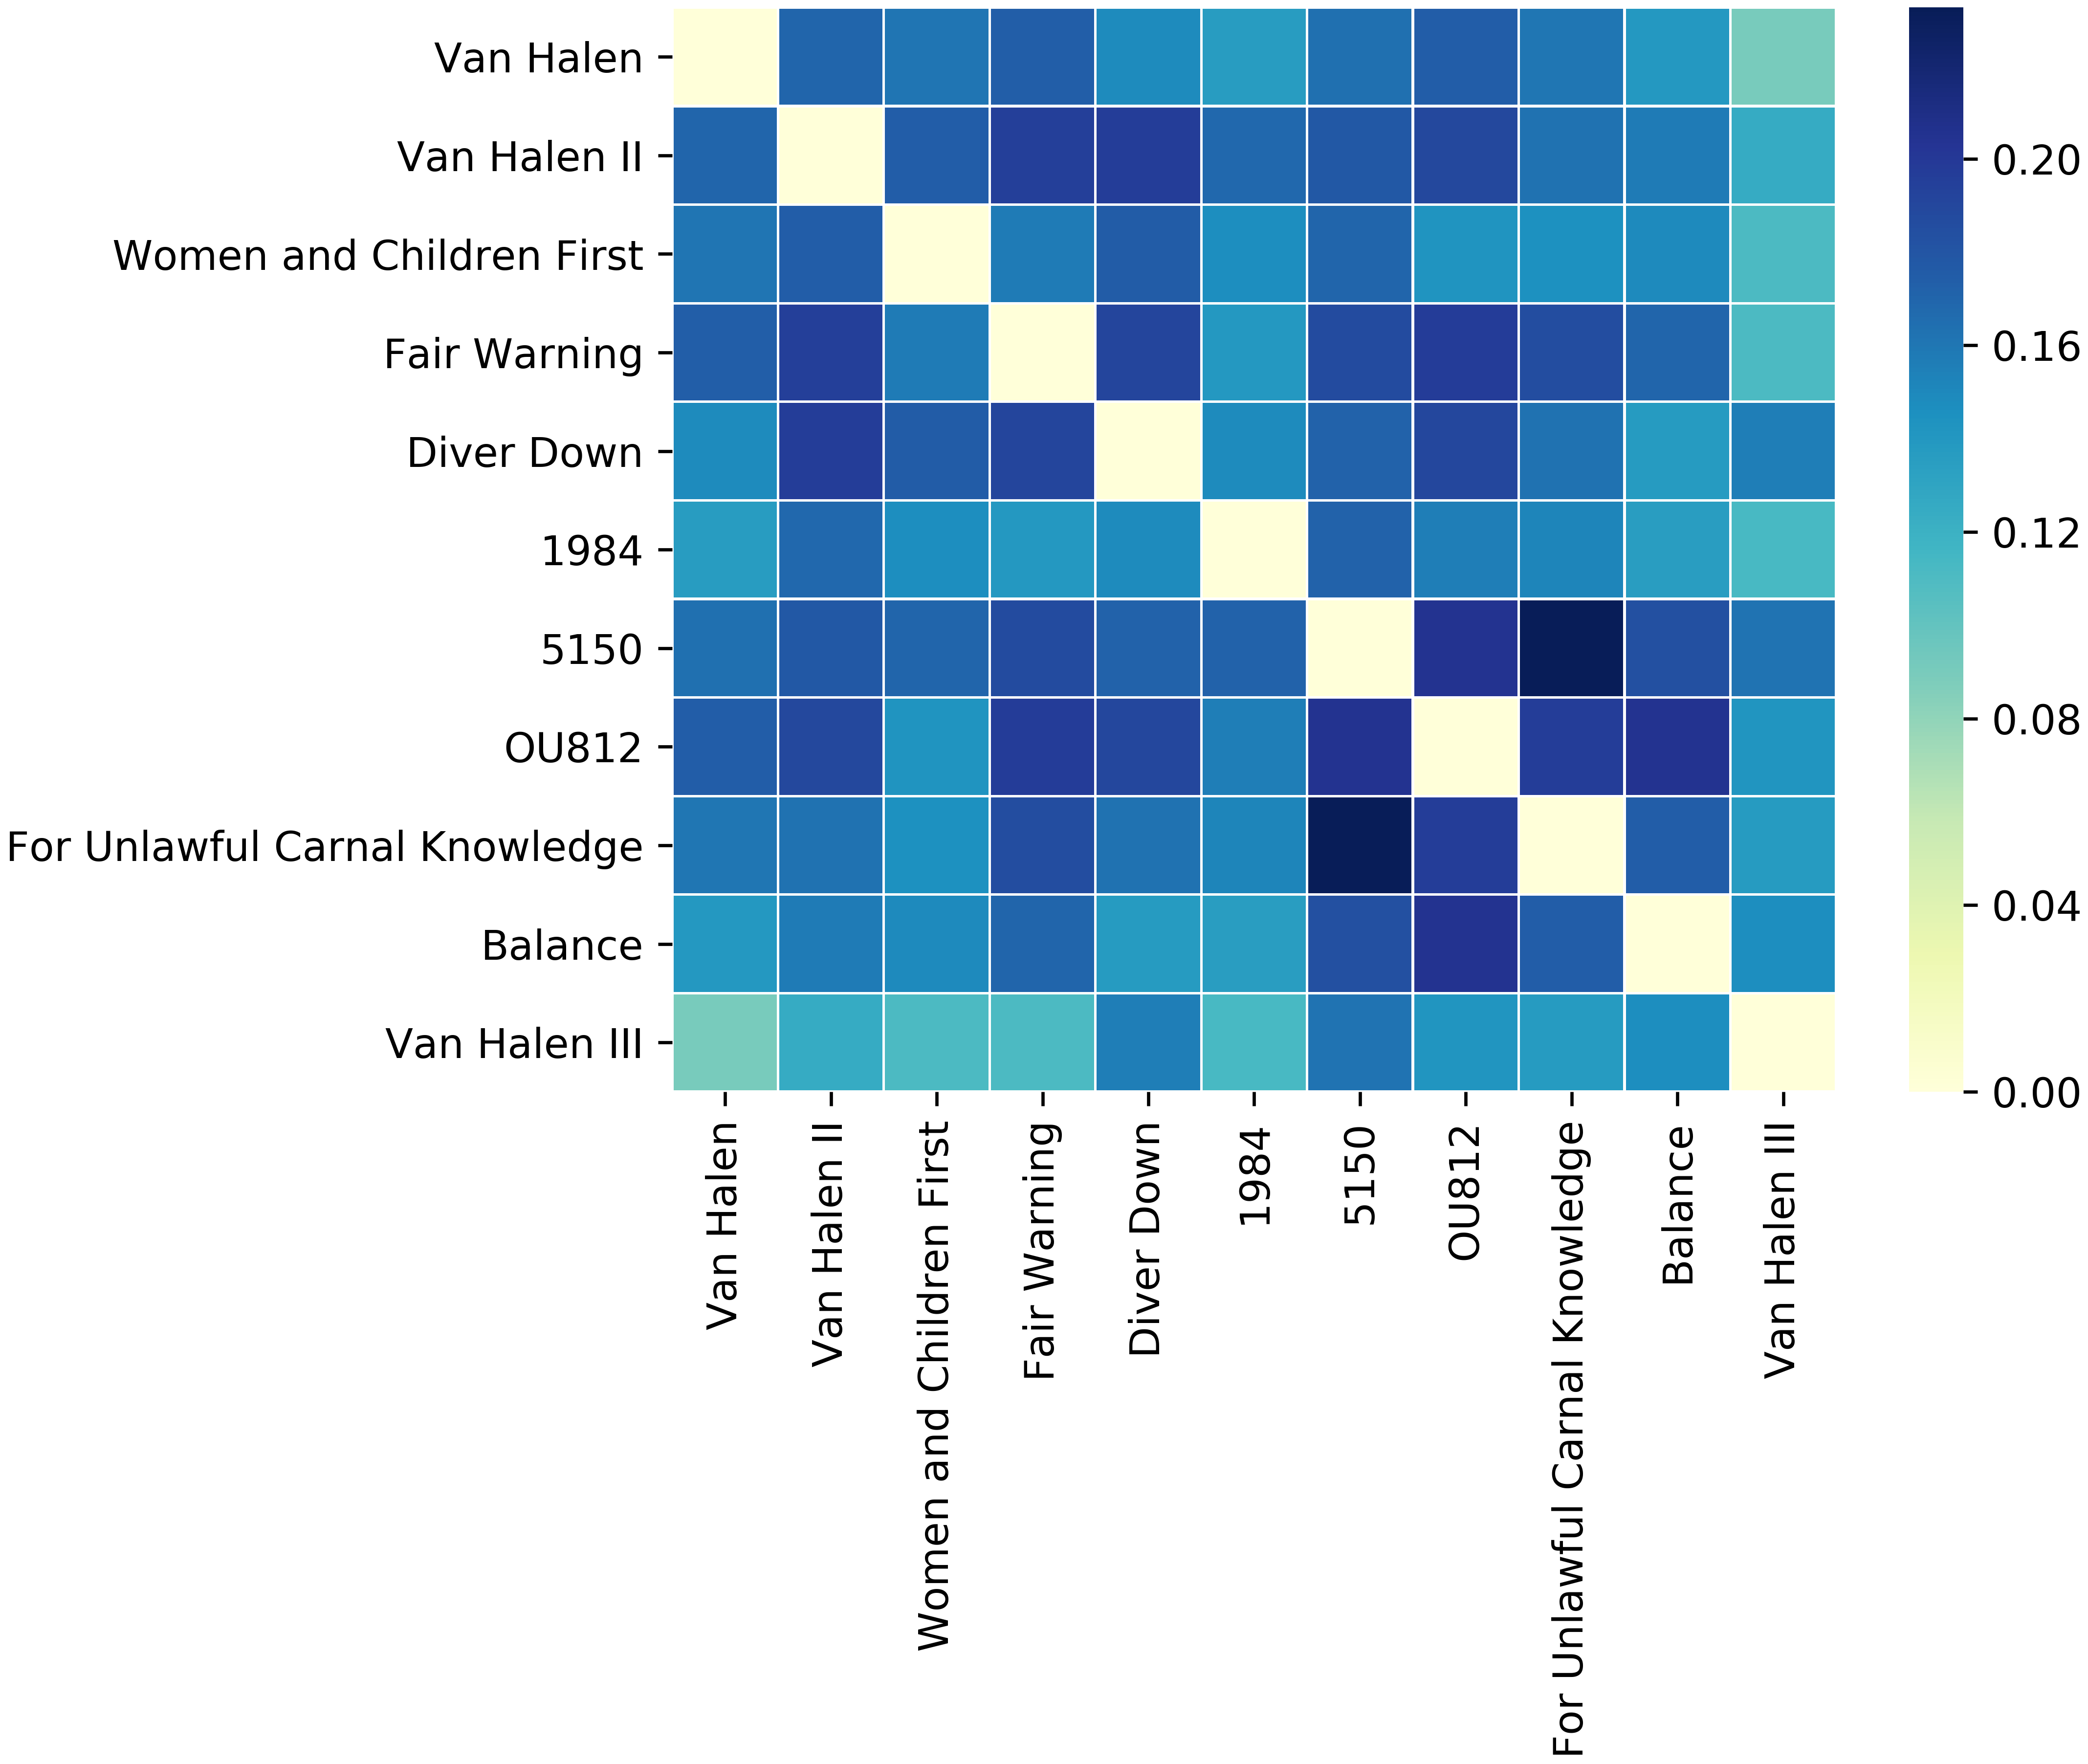 Van Halen
Van Halen II
Women and Children First
Fair Warning
Diver Down
1984
5150
OU812
For Unlawful Carnal Knowledge
Balance
Van Halen III
Van Halen
Van Halen II
Women and Children First
Fair Warning
Diver Down
1984
5150
OU812
For Unlawful Carnal Knowledge
Balance
Van Halen III
0.20
0.16
0.12
0.08
0.04
0.00